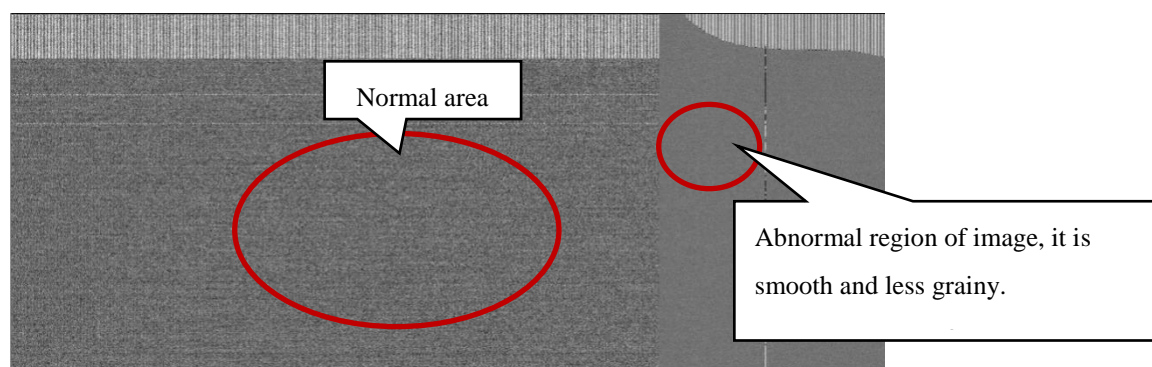 Normal area
Abnormal region of image, it is
smooth and less grainy.